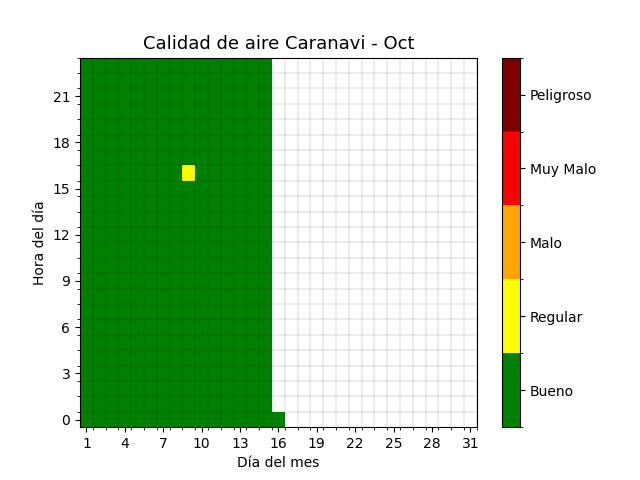 Calidad de aire Caranavi - Oct
Hora del día
21
18
15
12
9
6
3
0
1 4 7 10 13 16 19 22 25 28 31
Día del mes
Peligroso
Muy Malo
Malo
Regular
Bueno